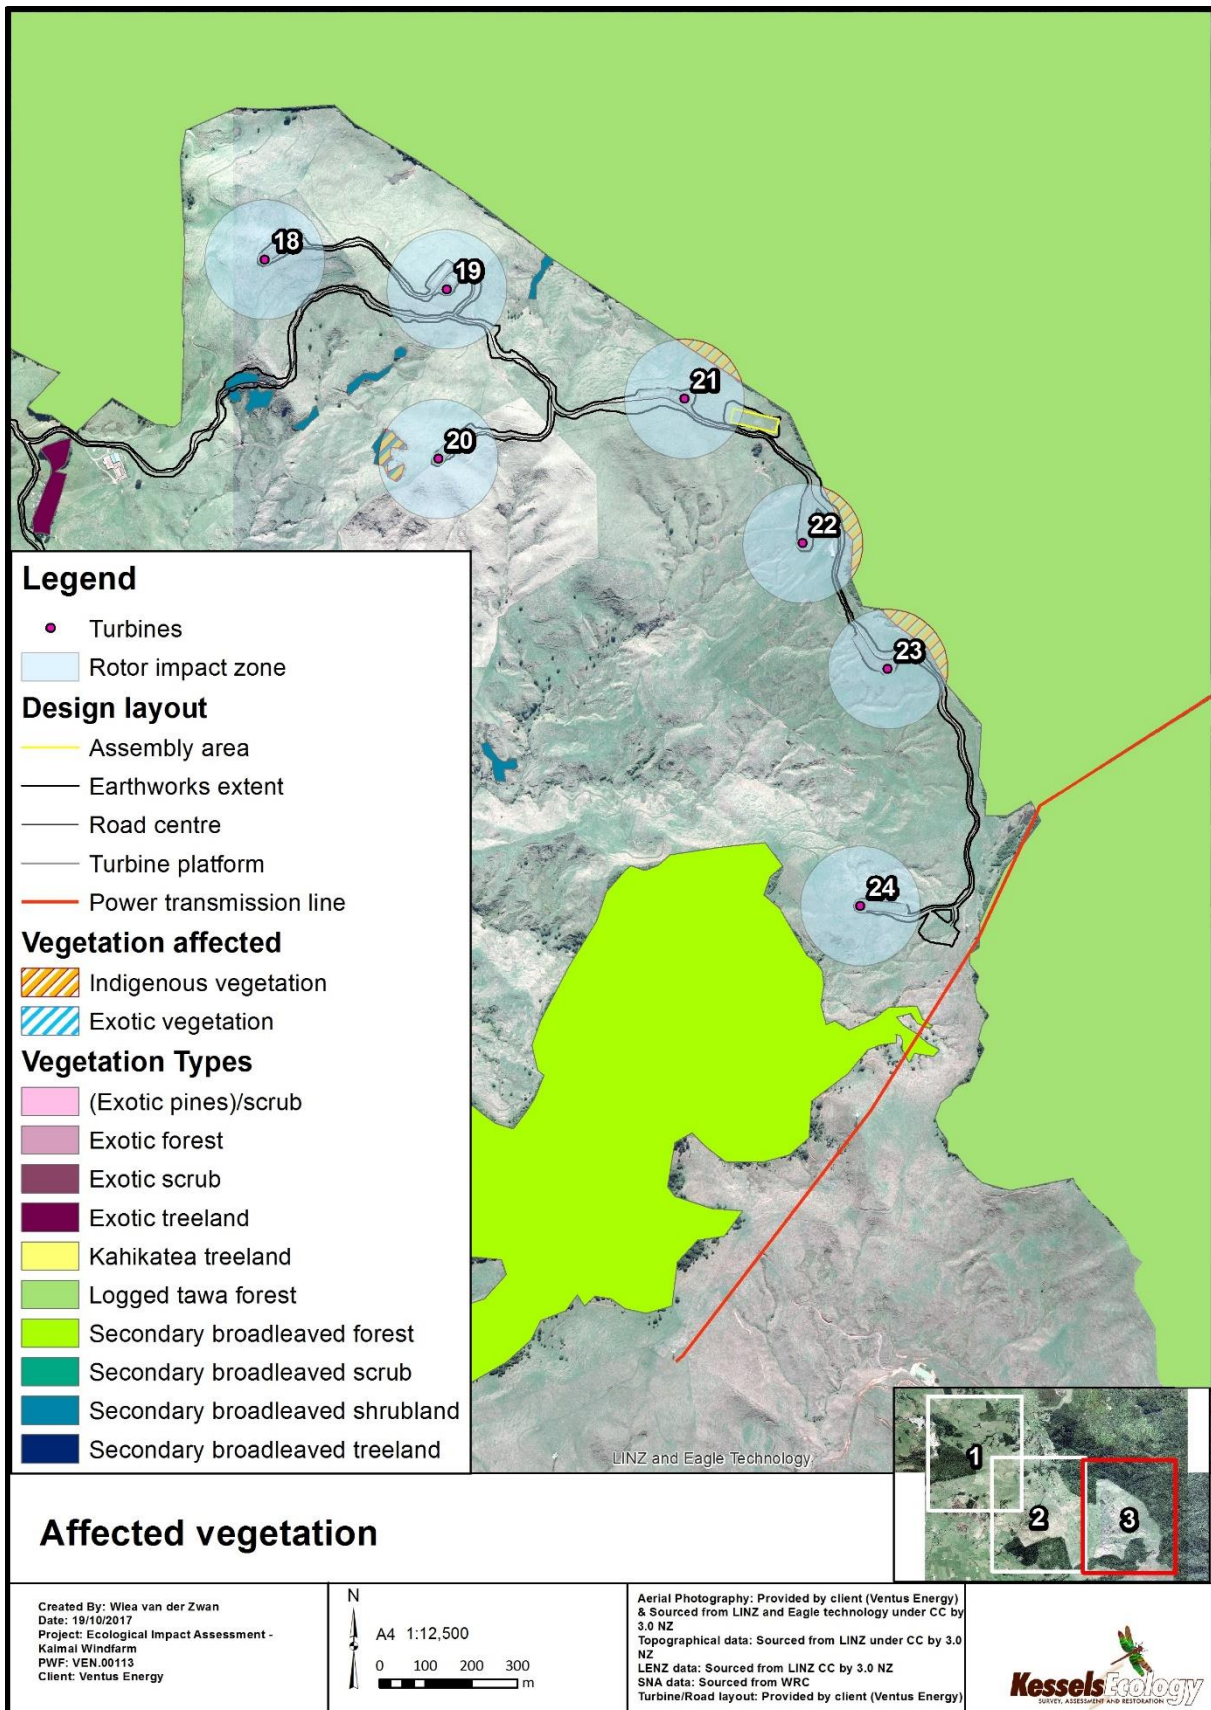 18
19
21
20
22
23
24
Legend
Turbines
Rotor impact zone
Design layout
Assembly area
Earthworks extent
Road centre
Turbine platform
Power transmission line
Vegetation affected
Indigenous vegetation
Exotic vegetation
Vegetation Types
(Exotic pines)/scrub
Exotic forest
Exotic scrub
Exotic treeland
Kahikatea treeland
Logged tawa forest
Secondary broadleaved forest
Secondary broadleaved scrub
Secondary broadleaved shrubland
Secondary broadleaved treeland
LINZ and Eagle Technology,
1
2
3
Affected vegetation
Created By: Wiea van der Zwan
Date: 19/10/2017
Project: Ecological Impact Assessment -
Kaimai Windfarm
PWF: VEN.00113
Client: Ventus Energy
N
A4 1:12,500
0 100 200 300
m
Aerial Photography: Provided by client (Ventus Energy)
& Sourced from LINZ and Eagle technology under CC by
3.0 NZ
Topographical data: Sourced from LINZ under CC by 3.0
NZ
LENZ data: Sourced from LINZ CC by 3.0 NZ
SNA data: Sourced from WRC
Turbine/Road layout: Provided by client (Ventus Energy)
KesselsEcology
SURVEY, ASSESSMENT AND RESTORATION